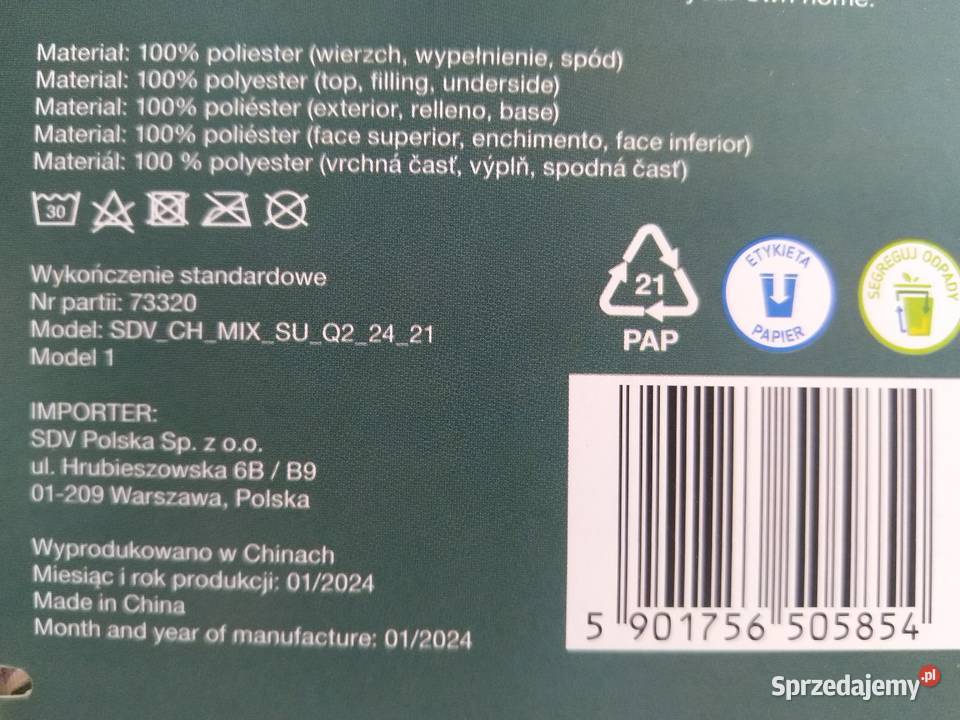 your own home.
Materiał: 100% poliester (wierzch, wypełnienie, spód)
Material: 100% polyester (top, filling, underside)
Material: 100% poliéster (exterior, relleno, base)
Material: 100% poliéster (face superior, enchimento, face inferior)
Materiál: 100 % polyester (vrchná časť, výplň, spodná časť)
30
Wykończenie standardowe
Nr partii: 73320
Model: SDV_CH_MIX_SU_Q2_24_21
Model 1
IMPORTER:
SDV Polska Sp. z o.o.
ul. Hrubieszowska 6B / B9
01-209 Warszawa, Polska
Wyprodukowano w Chinach
Miesiąc i rok produkcji: 01/2024
Made in China
Month and year of manufacture: 01/2024
21
PAP
ETYKIETA
PAPIER
SEGREGUJ ODPADY
5 901756 505854
Sprzedajemy.pl